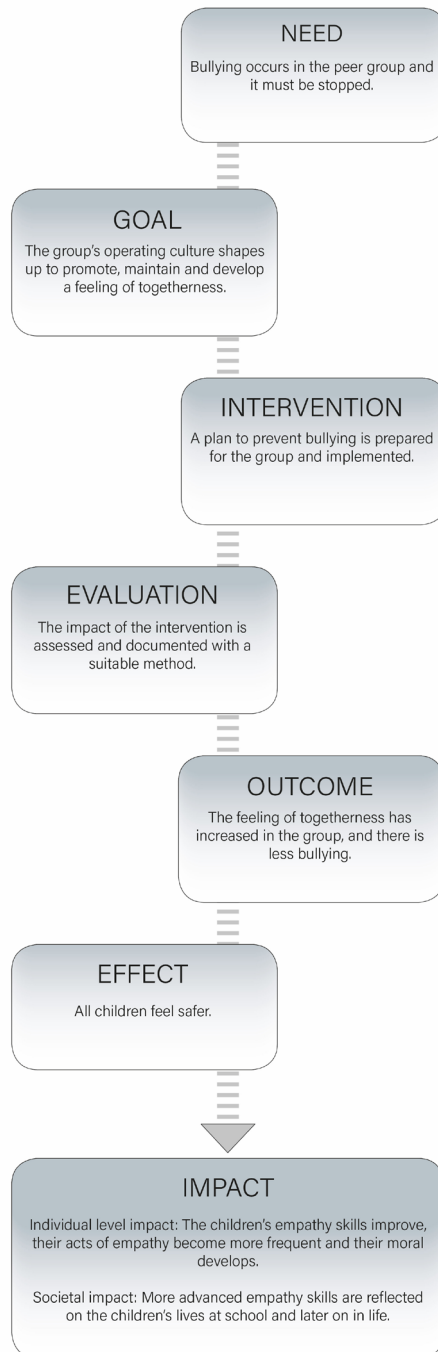 NEED
Bullying occurs in the peer group and
it must be stopped.
GOAL
The group's operating culture shapes
up to promote, maintain and develop
a feeling of togetherness.
INTERVENTION
A plan to prevent bullying is prepared
for the group and implemented.
EVALUATION
The impact of the intervention is
assessed and documented with a
suitable method.
OUTCOME
The feeling of togetherness has
increased in the group, and there is
less bullying.
EFFECT
All children feel safer.
IMPACT
Individual level impact: The children's empathy skills improve,
their acts of empathy become more frequent and their moral
develops.
Societal impact: More advanced empathy skills are reflected
on the children's lives at school and later on in life.